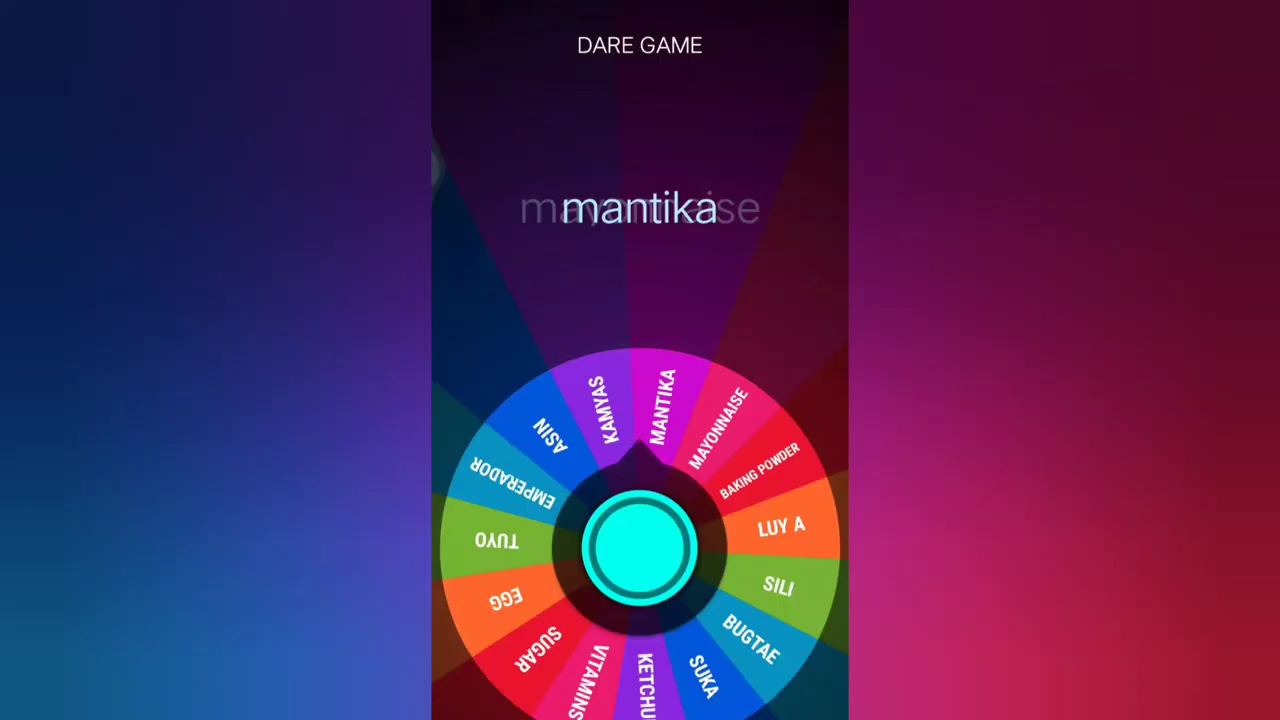 DARE GAME
mayonnaise
mantika
KAMYAS
MANTIKA
MAYONNAISE
BAKING POWDER
LUY A
SILI
BUGTAE
SUKA
KETCHU
VITAMINS
SUGAR
EGG
TUYO
EMPERADOR
ASIN